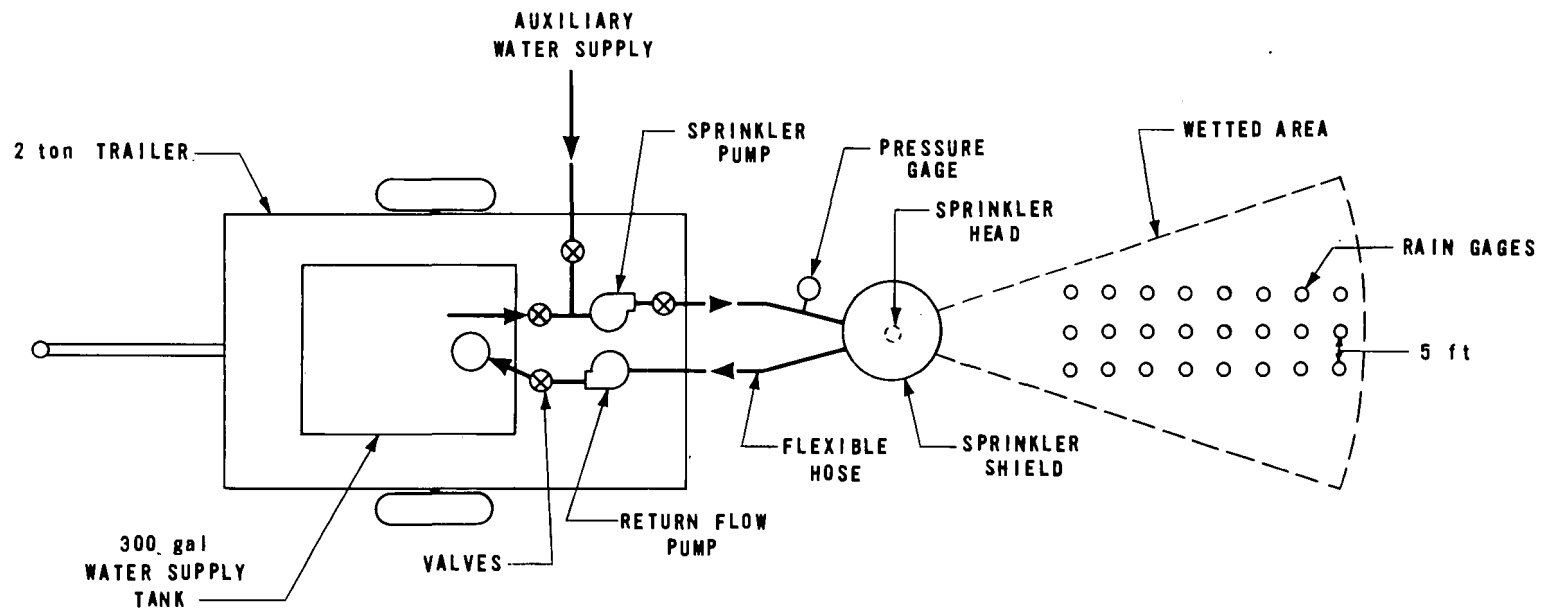 AUXILIARY
WATER SUPPLY
2 ton TRAILER
SPRINKLER
PUMP
PRESSURE
GAGE
WETTED AREA
SPRINKLER
HEAD
RAIN GAGES
5 ft
FLEXIBLE
HOSE
SPRINKLER
SHIELD
RETURN FLOW
PUMP
VALVES
300 gal
WATER SUPPLY
TANK